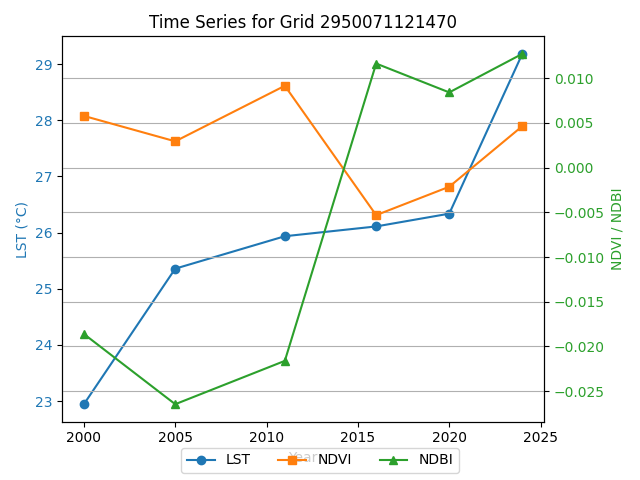 Time Series for Grid 2950071121470
29
28
27
26
25
24
23
LST (°C)
0.010
0.005
0.000
−0.005
−0.010
−0.015
−0.020
−0.025
NDVI / NDBI
2000 2005 2010 2015 2020 2025
Year
LST NDVI NDBI